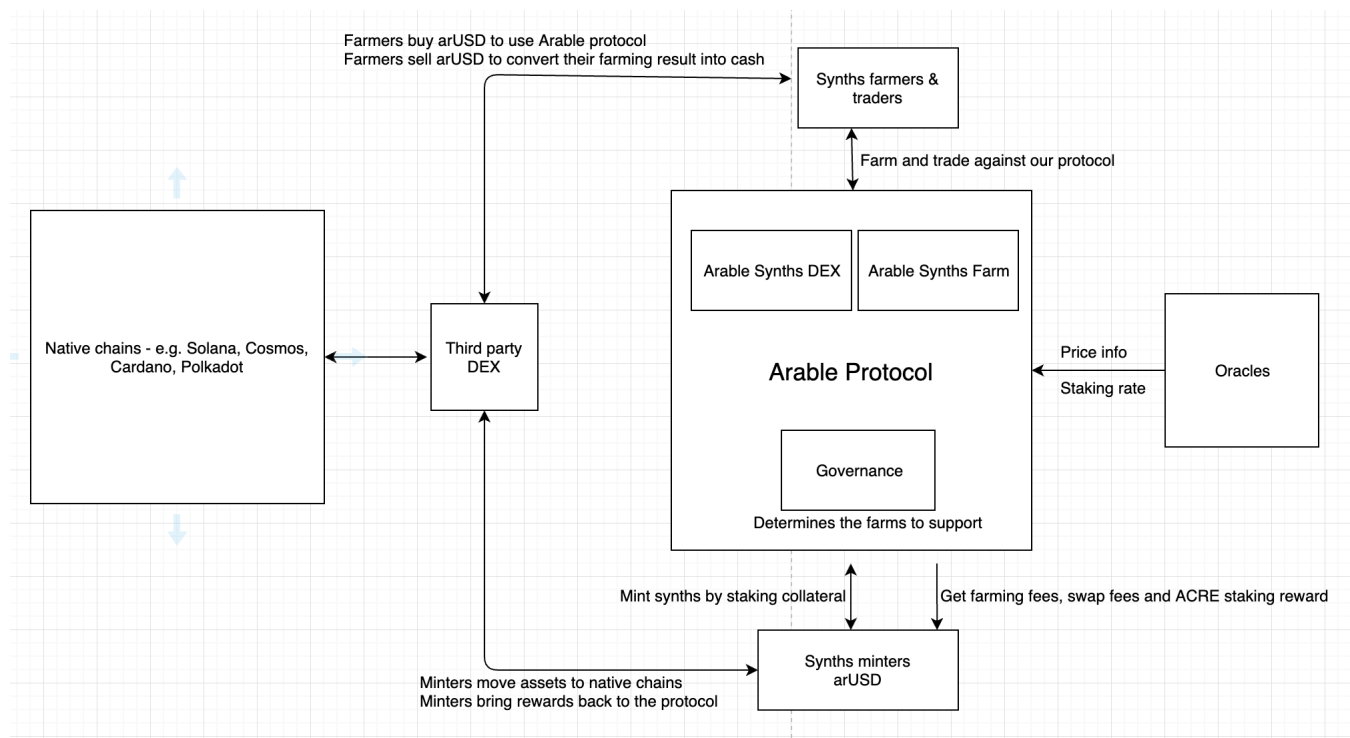 Farmers buy arUSD to use Arable protocol
Farmers sell arUSD to convert their farming result into cash
Synths farmers &
traders
Farm and trade against our protocol
Arable Synths DEX
Arable Synths Farm
Native chains - e.g. Solana, Cosmos,
Cardano, Polkadot
Third party
DEX
Arable Protocol
Price info
Staking rate
Oracles
Governance
Determines the farms to support
Mint synths by staking collateral
Get farming fees, swap fees and ACRE staking reward
Synths minters
arUSD
Minters move assets to native chains
Minters bring rewards back to the protocol